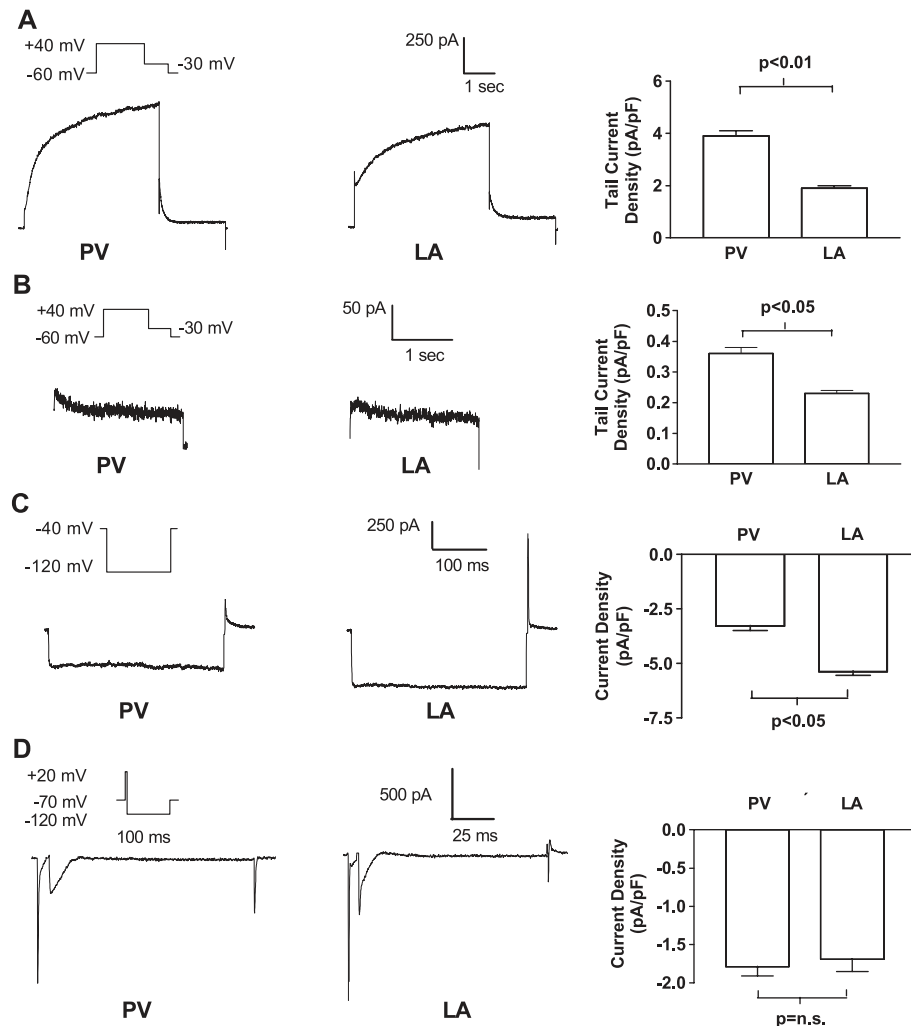 A
+40 mV
-60 mV
-30 mV
250 pA
1 sec
PV
LA
p<0.01
Tail Current
Density (pA/pF)
6
4
2
0
PV
LA
B
+40 mV
-60 mV
-30 mV
50 pA
1 sec
PV
LA
p<0.05
Tail Current
Density (pA/pF)
0.5
0.4
0.3
0.2
0.1
0.0
PV
LA
C
-40 mV
-120 mV
250 pA
100 ms
PV
LA
PV
LA
Current Density
(pA/pF)
0.0
-2.5
-5.0
-7.5
p<0.05
D
+20 mV
-70 mV
-120 mV
100 ms
500 pA
25 ms
PV
LA
PV
LA
Current Density
(pA/pF)
0.0
-0.5
-1.0
-1.5
-2.0
p=n.s.